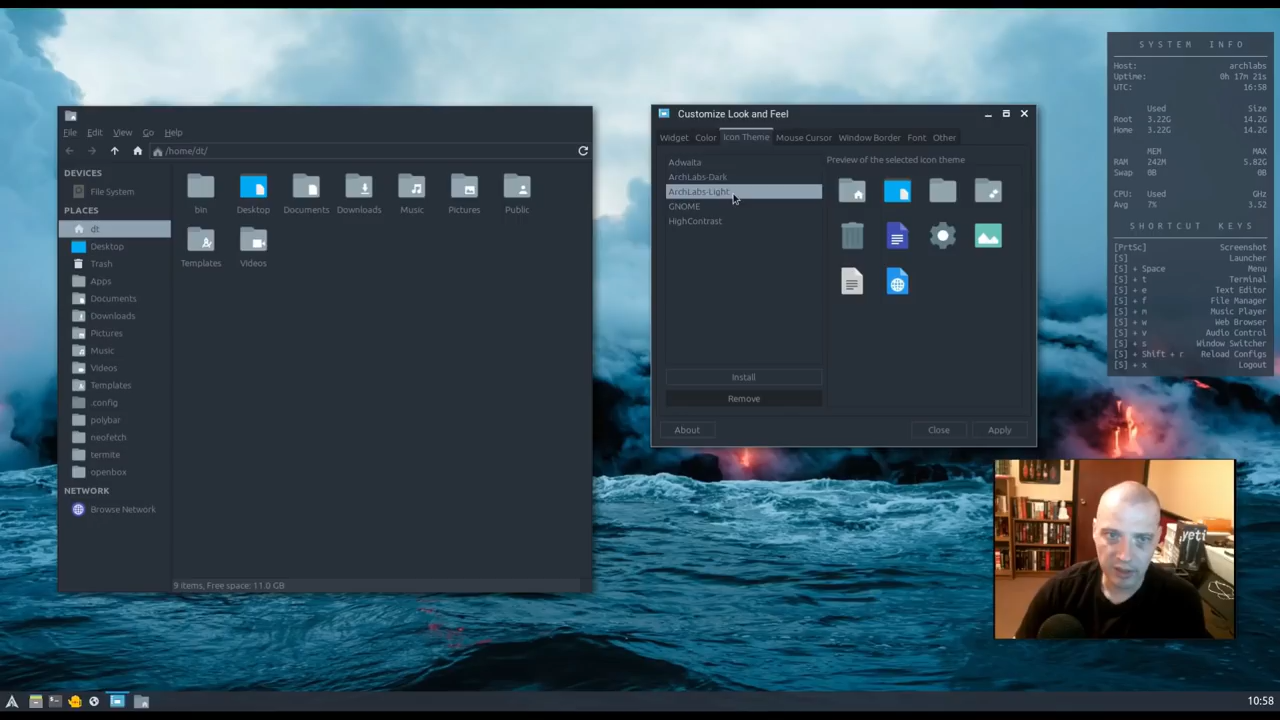 File Edit View Go Help
/home/dt/
DEVICES
File System
PLACES
dt
Desktop
Trash
Apps
Documents
Downloads
Pictures
Music
Videos
Templates
.config
polybar
neofetch
termite
openbox
NETWORK
Browse Network
bin Desktop Documents Downloads Music Pictures Public
Templates Videos
9 items, Free space: 11.0 GB
Customize Look and Feel
Widget Color Icon Theme Mouse Cursor Window Border Font Other
Adwaita
ArchLabs-Dark
ArchLabs-Light
GNOME
HighContrast
Preview of the selected icon theme
Install
Remove
About Close Apply
SYSTEM INFO
Host: archlabs
Uptime: 0h 17m 21s
UTC: 16:58
Used Size
Root 3.22G 14.2G
Home 3.22G 14.2G
MEM MAX
RAM 242M 5.82G
Swap 0B 0B
CPU: Used GHz
Avg 7% 3.52
SHORTCUT KEYS
[PrtSc] Screenshot
[S] Launcher
[S] + Space Menu
[S] + t Terminal
[S] + e Text Editor
[S] + f File Manager
[S] + m Music Player
[S] + w Web Browser
[S] + v Audio Control
[S] + s Window Switcher
[S] + Shift + r Reload Configs
[S] + x Logout
yeti
10:58